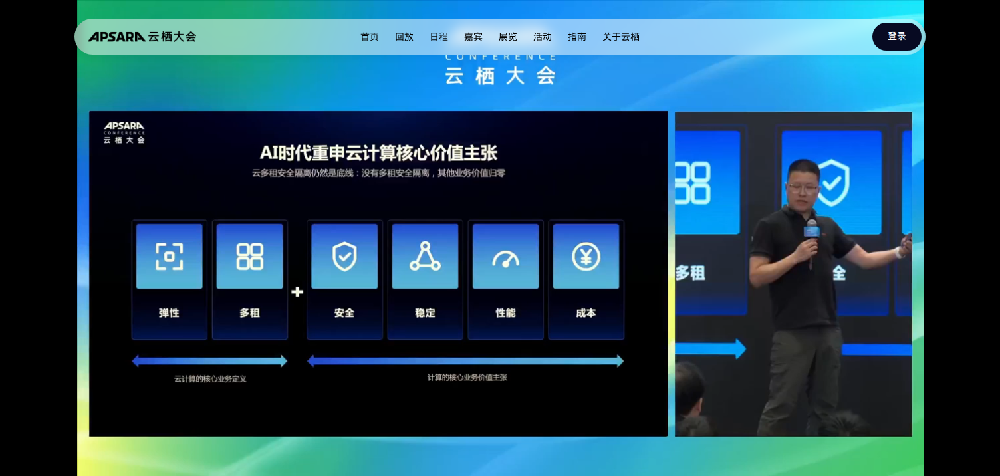 APSARA 云栖大会
首页 回放 日程 嘉宾 展览 活动 指南 关于云栖
登录
CONFERENCE
云栖大会
APSARA
CONFERENCE
云栖大会
AI时代重申云计算核心价值主张
云多租安全隔离仍然是底线：没有多租安全隔离，其他业务价值归零
弹性 多租 + 安全 稳定 性能 成本
云计算的核心业务定义
计算的核心业务价值主张
多租
全